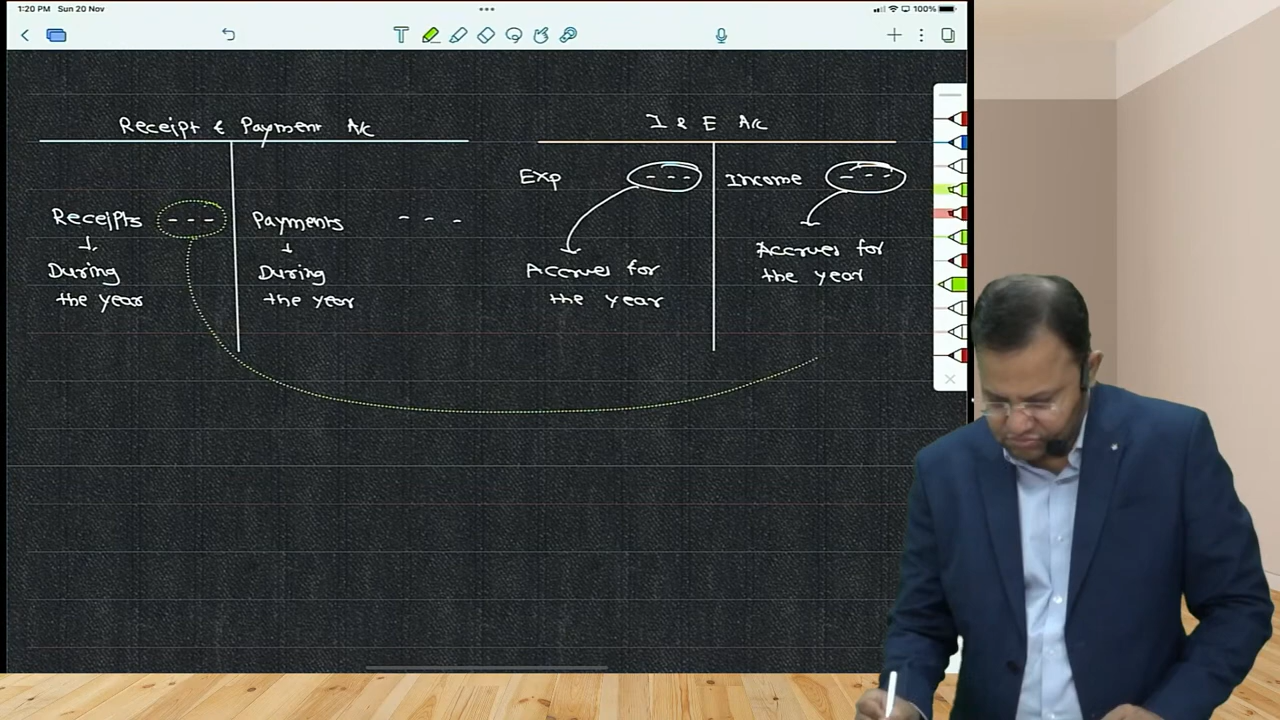 1:20 PM Sun 20 Nov
100%
Receipt & Payment A/c
Receipts - - -
During
the year
Payments - - -
During
the year
I & E A/c
Exp - - -
Accrues for
the year
Income - - -
Accrues for
the year